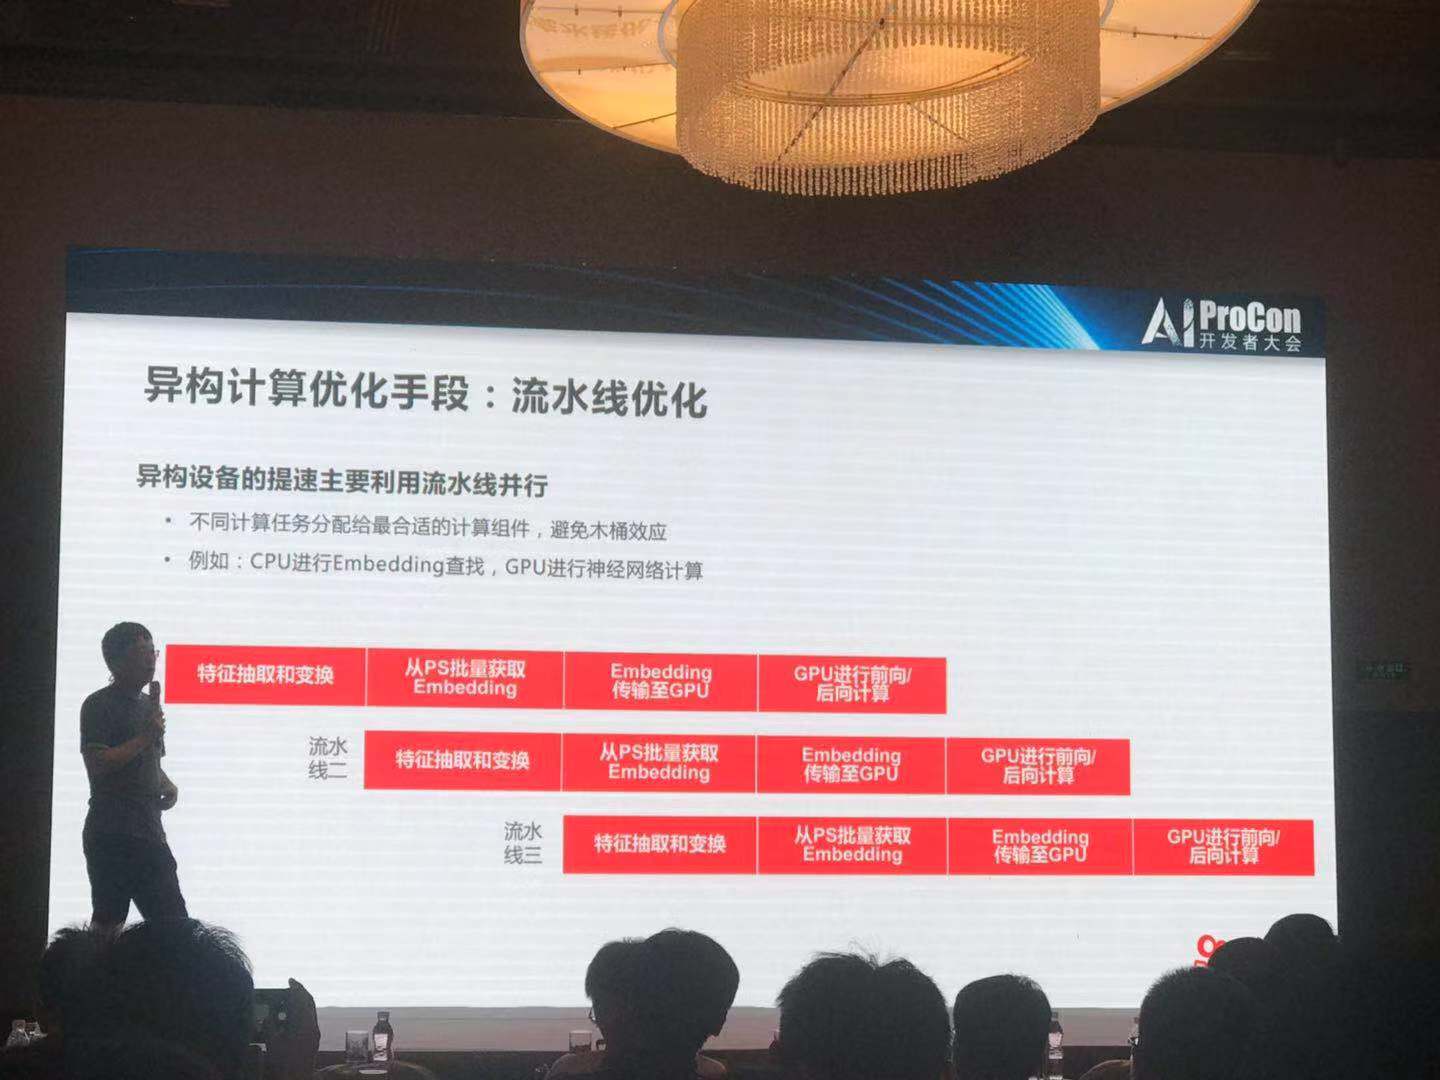 AI ProCon
开发者大会
异构计算优化手段：流水线优化
异构设备的提速主要利用流水线并行
• 不同计算任务分配给最合适的计算组件，避免木桶效应
• 例如：CPU进行Embedding查找，GPU进行神经网络计算
特征抽取和变换
从PS批量获取
Embedding
Embedding
传输至GPU
GPU进行前向/
后向计算
流水
线二
特征抽取和变换
从PS批量获取
Embedding
Embedding
传输至GPU
GPU进行前向/
后向计算
流水
线三
特征抽取和变换
从PS批量获取
Embedding
Embedding
传输至GPU
GPU进行前向/
后向计算